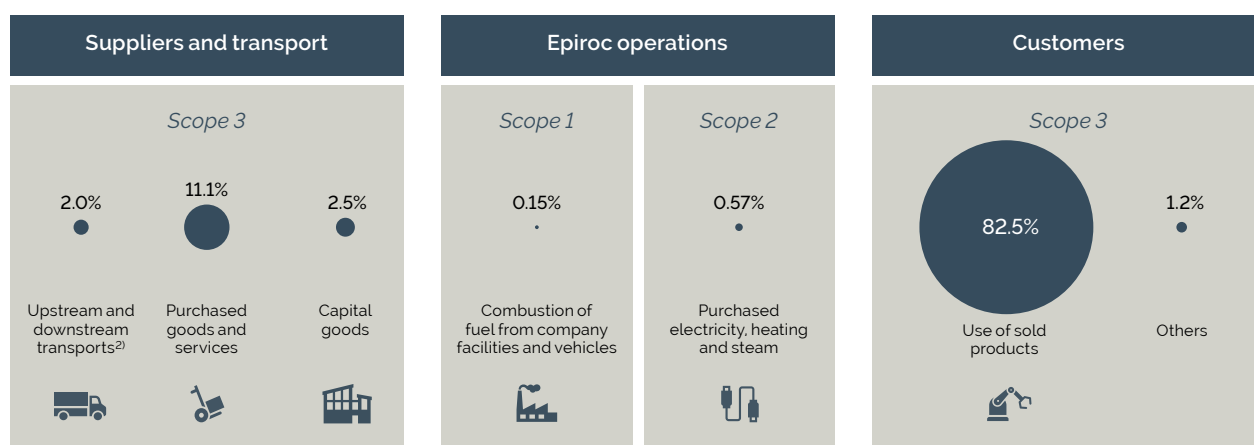 Suppliers and transport
Scope 3
2.0%
11.1%
2.5%
Upstream and
downstream
transports2)
Purchased
goods and
services
Capital
goods
Epiroc operations
Scope 1
0.15%
Combustion of
fuel from company
facilities and vehicles
Scope 2
0.57%
Purchased
electricity, heating
and steam
Customers
Scope 3
82.5%
1.2%
Use of sold
products
Others